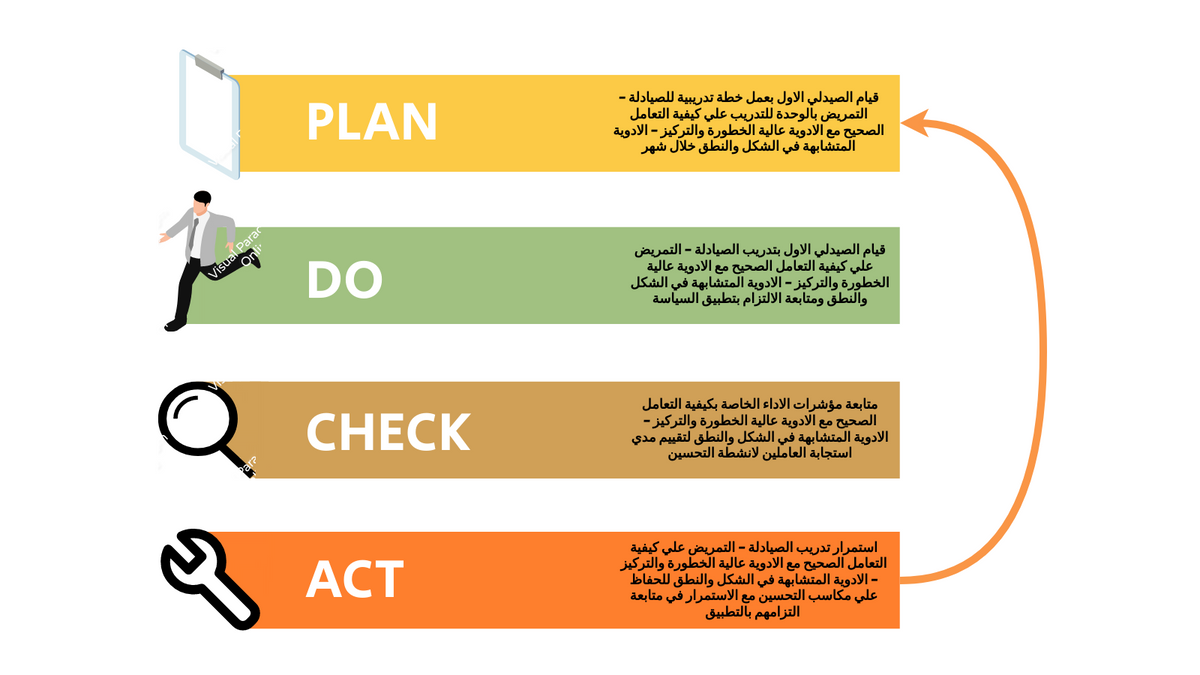 PLAN
قيام الصيدلي الاول بعمل خطة تدريبية للصيادلة –
التمريض بالوحدة للتدريب علي كيفية التعامل
الصحيح مع الادوية عالية الخطورة والتركيز – الادوية
المتشابهة في الشكل والنطق خلال شهر
DO
قيام الصيدلي الاول بتدريب الصيادلة – التمريض
علي كيفية التعامل الصحيح مع الادوية عالية
الخطورة والتركيز – الادوية المتشابهة في الشكل
والنطق ومتابعة الالتزام بتطبيق السياسة
Visual Parad
Onli
CHECK
متابعة مؤشرات الاداء الخاصة بكيفية التعامل
الصحيح مع الادوية عالية الخطورة والتركيز –
الادوية المتشابهة في الشكل والنطق لتقييم مدي
استجابة العاملين لانشطة التحسين
Para
ACT
استمرار تدريب الصيادلة – التمريض علي كيفية
التعامل الصحيح مع الادوية عالية الخطورة والتركيز
– الادوية المتشابهة في الشكل والنطق للحفاظ
علي مكاسب التحسين مع الاستمرار في متابعة
التزامهم بالتطبيق